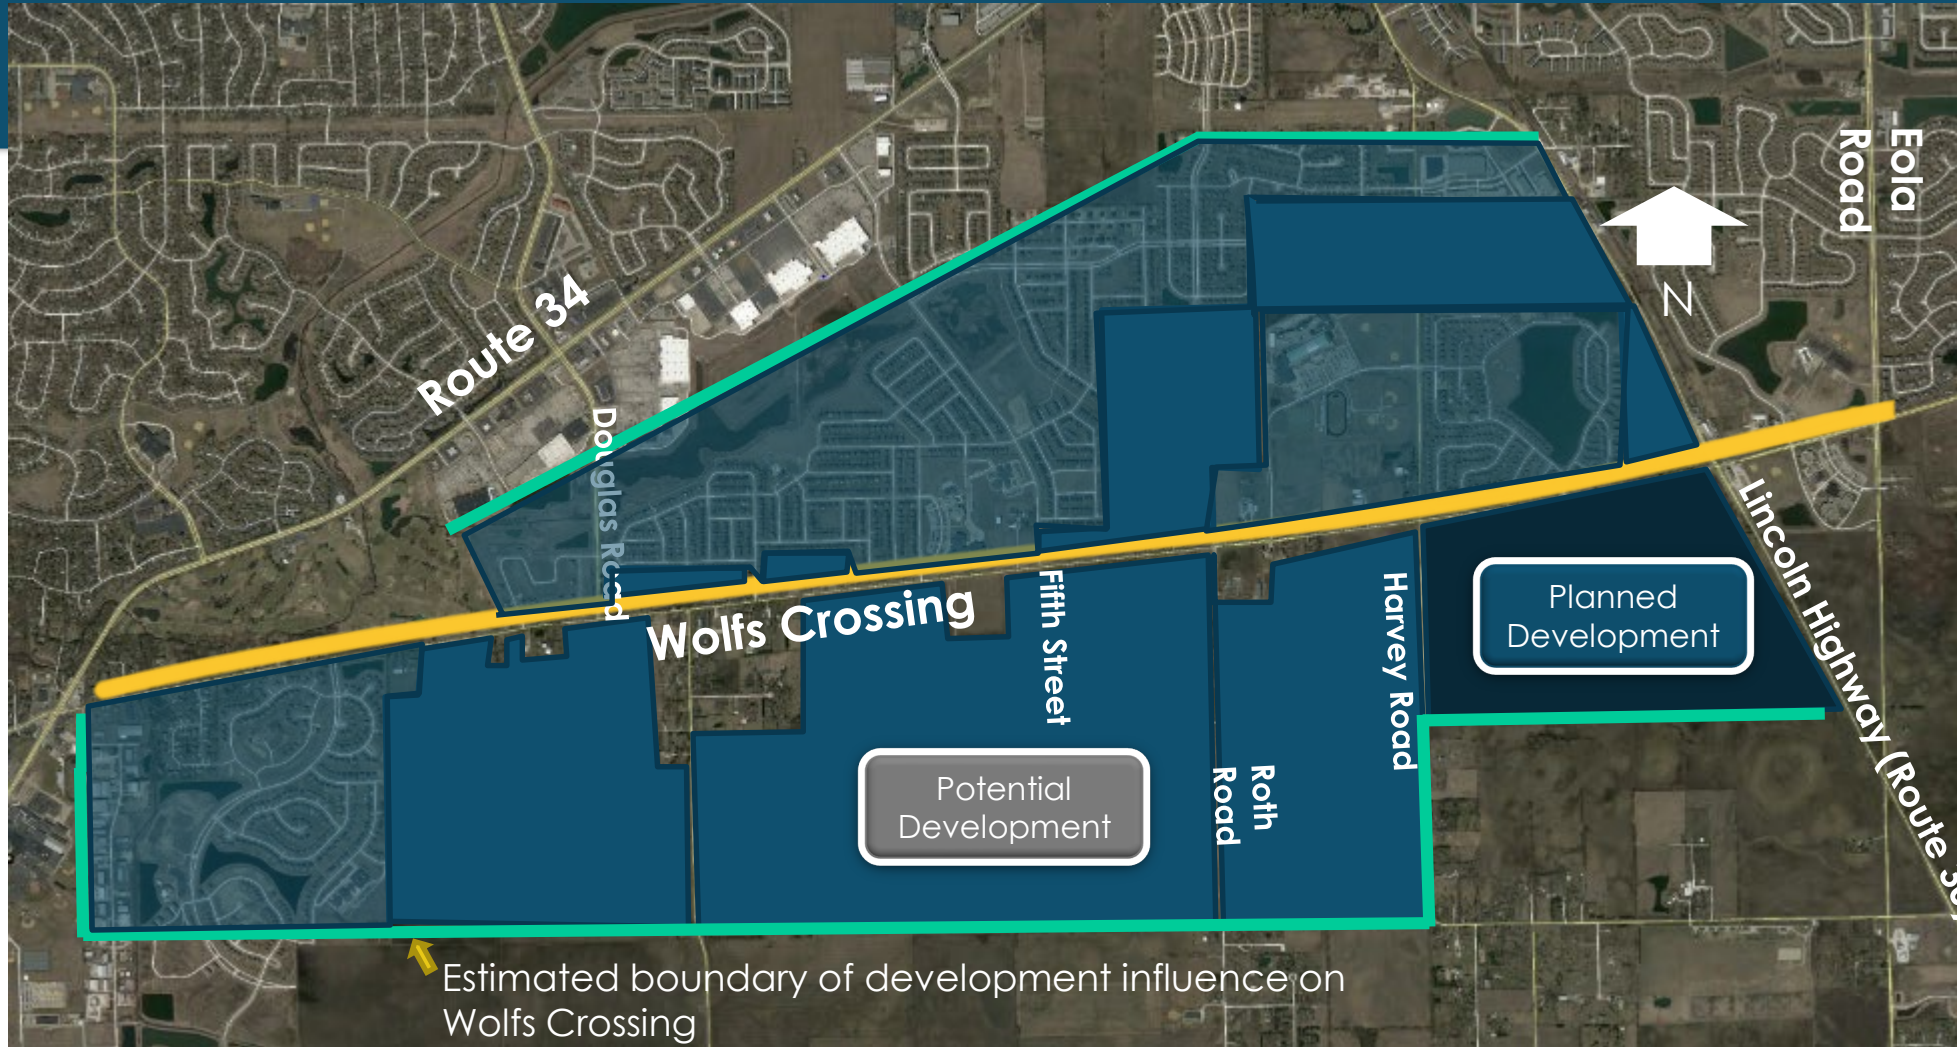 Eola
Road
N
Route 34
Douglas Road
Wolfs Crossing
Fifth Street
Harvey Road
Planned
Development
Lincoln Highway (Route
Potential
Development
Roth
Road
Estimated boundary of development influence on
Wolfs Crossing